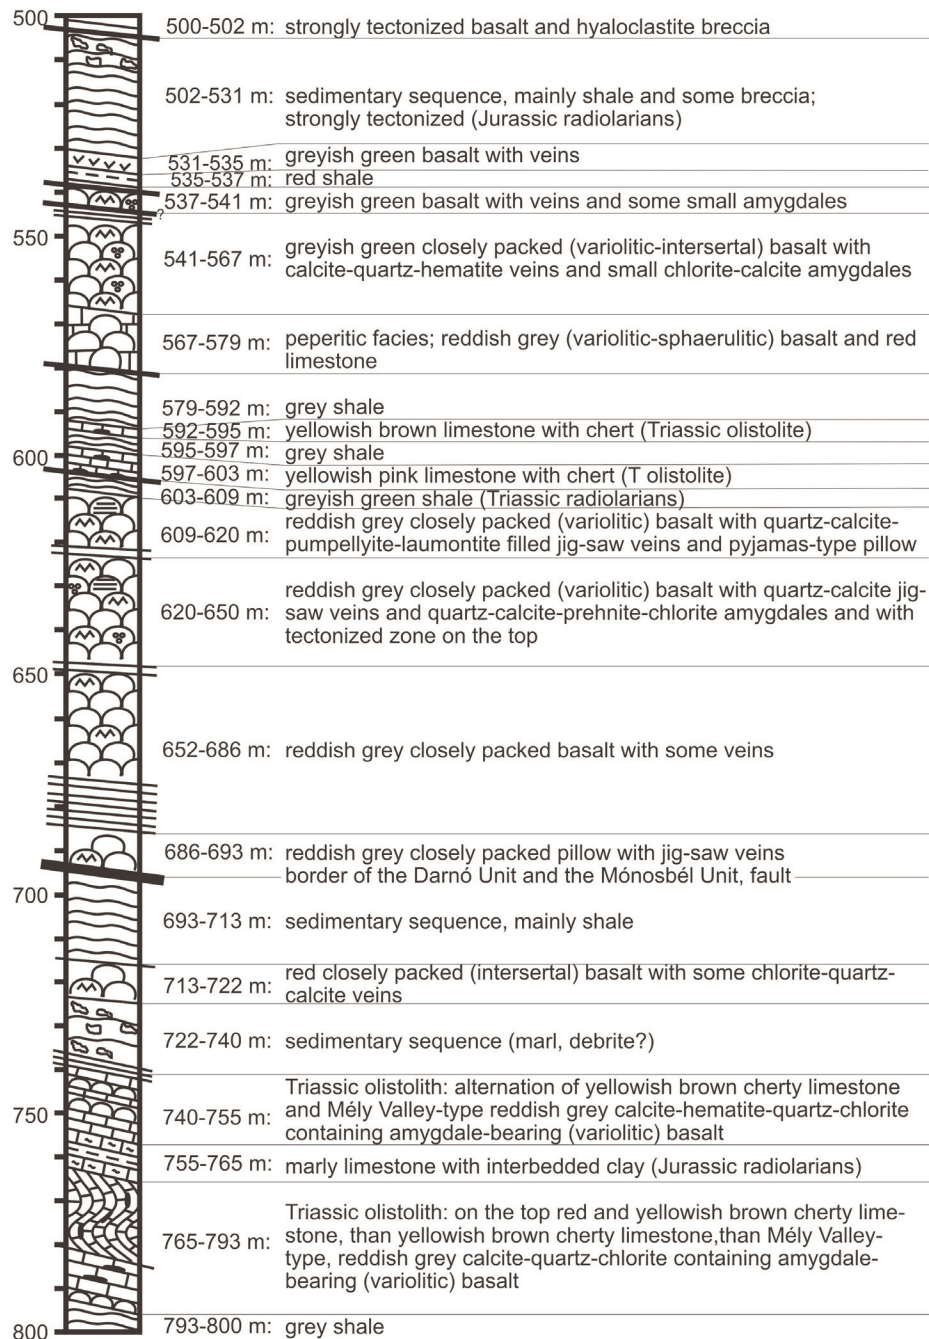 500
500-502 m: strongly tectonized basalt and hyaloclastite breccia
502-531 m: sedimentary sequence, mainly shale and some breccia;
strongly tectonized (Jurassic radiolarians)
531-535 m: greyish green basalt with veins
535-537 m: red shale
537-541 m: greyish green basalt with veins and some small amygdales
?
550
541-567 m: greyish green closely packed (variolitic-intersertal) basalt with
calcite-quartz-hematite veins and small chlorite-calcite amygdales
567-579 m: peperitic facies; reddish grey (variolitic-sphaerulitic) basalt and red
limestone
579-592 m: grey shale
592-595 m: yellowish brown limestone with chert (Triassic olistolite)
600
595-597 m: grey shale
597-603 m: yellowish pink limestone with chert (T olistolite)
603-609 m: greyish green shale (Triassic radiolarians)
609-620 m: reddish grey closely packed (variolitic) basalt with quartz-calcite-
pumpellyite-laumontite filled jig-saw veins and pyjamas-type pillow
620-650 m: reddish grey closely packed (variolitic) basalt with quartz-calcite jig-
saw veins and quartz-calcite-prehnite-chlorite amygdales and with
tectonized zone on the top
650
652-686 m: reddish grey closely packed basalt with some veins
686-693 m: reddish grey closely packed pillow with jig-saw veins
border of the Darnó Unit and the Mónosbél Unit, fault
700
693-713 m: sedimentary sequence, mainly shale
713-722 m: red closely packed (intersertal) basalt with some chlorite-quartz-
calcite veins
722-740 m: sedimentary sequence (marl, debrite?)
750
740-755 m: Triassic olistolith: alternation of yellowish brown cherty limestone
and Mély Valley-type reddish grey calcite-hematite-quartz-chlorite
containing amygdale-bearing (variolitic) basalt
755-765 m: marly limestone with interbedded clay (Jurassic radiolarians)
765-793 m: Triassic olistolith: on the top red and yellowish brown cherty lime-
stone, than yellowish brown cherty limestone,than Mély Valley-
type, reddish grey calcite-quartz-chlorite containing amygdale-
bearing (variolitic) basalt
793-800 m: grey shale
800